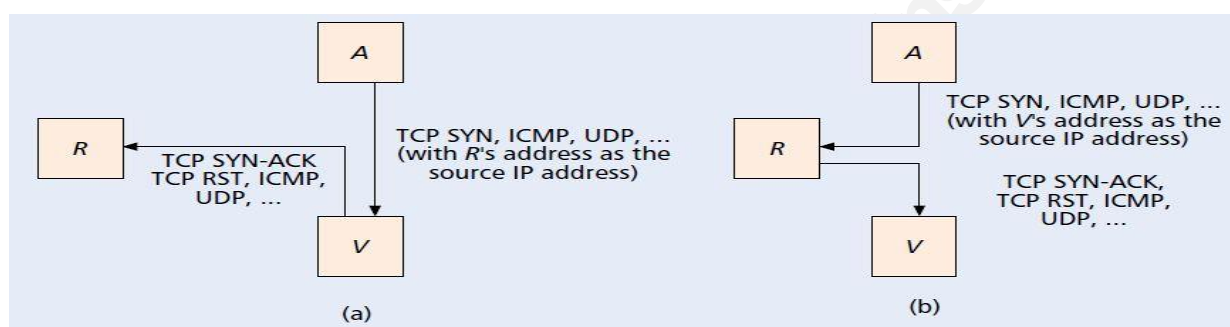 A
R
TCP SYN, ICMP, UDP, ...
(with R's address as the
source IP address)
TCP SYN-ACK
TCP RST, ICMP,
UDP, ...
V
(a)
A
TCP SYN, ICMP, UDP, ...
(with V's address as the
source IP address)
R
TCP SYN-ACK,
TCP RST, ICMP,
UDP, ...
V
(b)